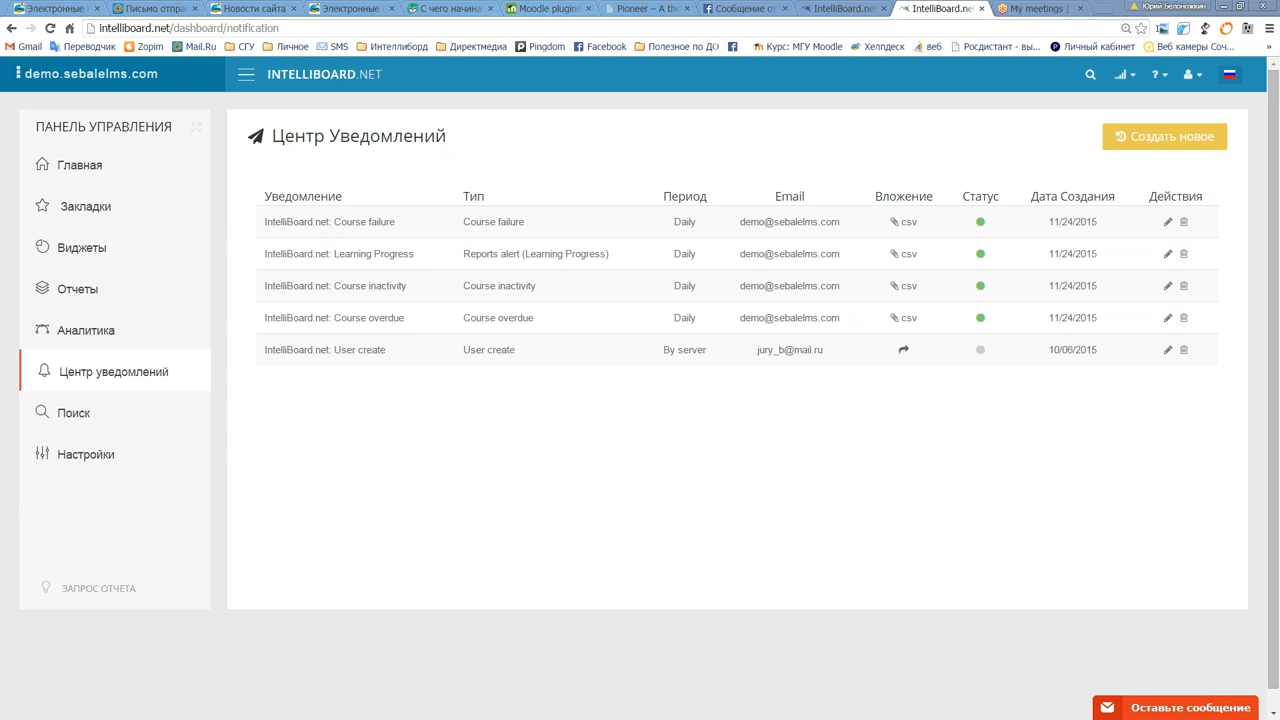 Электронные
Письмо отпра
Новости сайта
Электронные
С чего начина
Moodle plugins
Pioneer – A tho
Сообщение от
IntelliBoard.net
IntelliBoard.net
My meetings
Юрий Белоножкин
intelliboard.net/dashboard/notification
Gmail Переводчик Zopim Mail.Ru СГУ Личное SMS Интеллиборд Директмедиа Pingdom Facebook Полезное по ДО Курс: МГУ Moodle Хелпдеск веб Росдистант - вы... Личный кабинет Веб камеры Соч... »
demo.sebalelms.com
INTELLIBOARD.NET
ПАНЕЛЬ УПРАВЛЕНИЯ
Главная
Закладки
Виджеты
Отчеты
Аналитика
Центр уведомлений
Поиск
Настройки
ЗАПРОС ОТЧЕТА
Центр Уведомлений
Создать новое
Уведомление Тип Период Email Вложение Статус Дата Создания Действия
IntelliBoard.net: Course failure Course failure Daily demo@sebalelms.com csv 11/24/2015
IntelliBoard.net: Learning Progress Reports alert (Learning Progress) Daily demo@sebalelms.com csv 11/24/2015
IntelliBoard.net: Course inactivity Course inactivity Daily demo@sebalelms.com csv 11/24/2015
IntelliBoard.net: Course overdue Course overdue Daily demo@sebalelms.com csv 11/24/2015
IntelliBoard.net: User create User create By server jury_b@mail.ru 10/06/2015
Оставьте сообщение